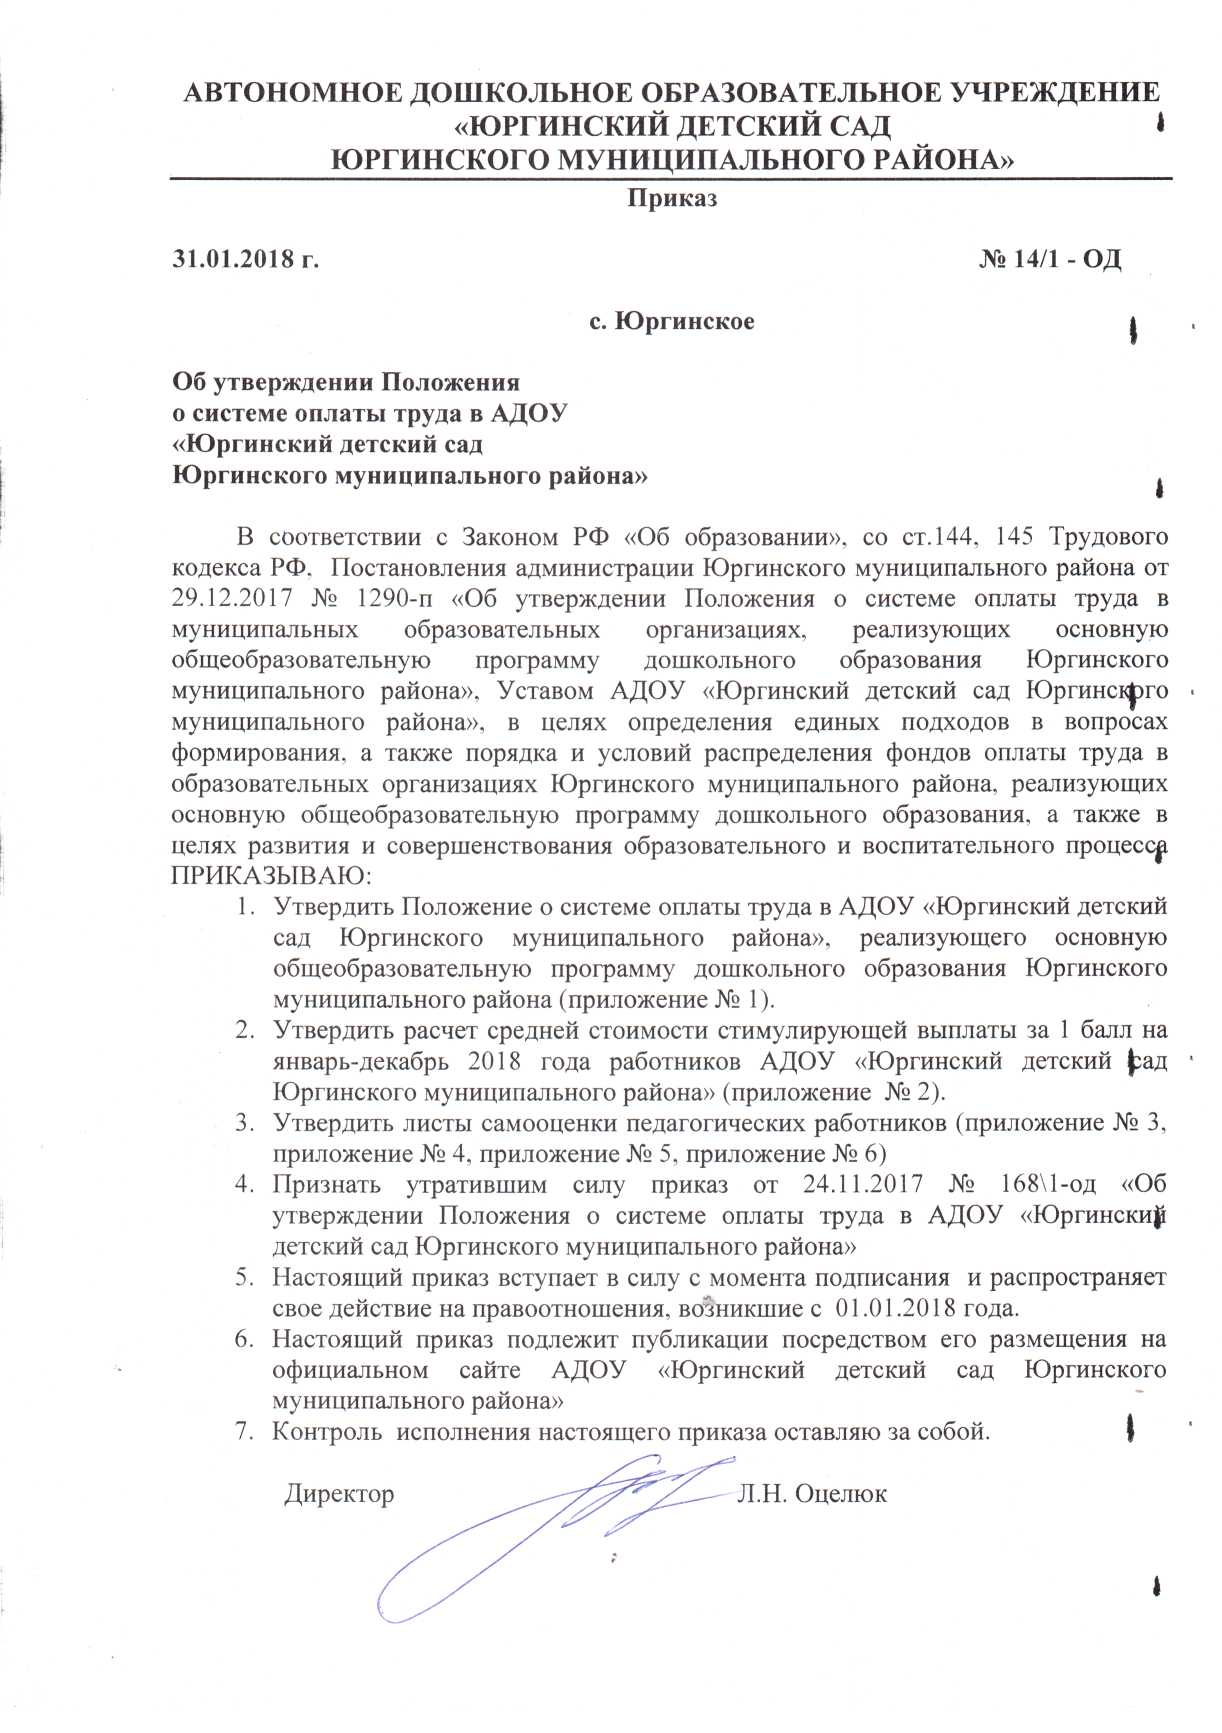 АВТОНОМНОЕ ДОШКОЛЬНОЕ ОБРАЗОВАТЕЛЬНОЕ УЧРЕЖДЕНИЕ
«ЮРГИНСКИЙ ДЕТСКИЙ САД
ЮРГИНСКОГО МУНИЦИПАЛЬНОГО РАЙОНА»
Приказ
31.01.2018 г. № 14/1 - ОД
с. Юргинское
Об утверждении Положения
о системе оплаты труда в АДОУ
«Юргинский детский сад
Юргинского муниципального района»
В соответствии с Законом РФ «Об образовании», со ст.144, 145 Трудового
кодекса РФ, Постановления администрации Юргинского муниципального района от
29.12.2017 № 1290-п «Об утверждении Положения о системе оплаты труда в
муниципальных образовательных организациях, реализующих основную
общеобразовательную программу дошкольного образования Юргинского
муниципального района», Уставом АДОУ «Юргинский детский сад Юргинского
муниципального района», в целях определения единых подходов в вопросах
формирования, а также порядка и условий распределения фондов оплаты труда в
образовательных организациях Юргинского муниципального района, реализующих
основную общеобразовательную программу дошкольного образования, а также в
целях развития и совершенствования образовательного и воспитательного процесса
ПРИКАЗЫВАЮ:
1. Утвердить Положение о системе оплаты труда в АДОУ «Юргинский детский
сад Юргинского муниципального района», реализующего основную
общеобразовательную программу дошкольного образования Юргинского
муниципального района (приложение № 1).
2. Утвердить расчет средней стоимости стимулирующей выплаты за 1 балл на
январь-декабрь 2018 года работников АДОУ «Юргинский детский сад
Юргинского муниципального района» (приложение № 2).
3. Утвердить листы самооценки педагогических работников (приложение № 3,
приложение № 4, приложение № 5, приложение № 6)
4. Признать утратившим силу приказ от 24.11.2017 № 168\1-од «Об
утверждении Положения о системе оплаты труда в АДОУ «Юргинский
детский сад Юргинского муниципального района»
5. Настоящий приказ вступает в силу с момента подписания и распространяет
свое действие на правоотношения, возникшие с 01.01.2018 года.
6. Настоящий приказ подлежит публикации посредством его размещения на
официальном сайте АДОУ «Юргинский детский сад Юргинского
муниципального района»
7. Контроль исполнения настоящего приказа оставляю за собой.
Директор Л.Н. Оцелюк